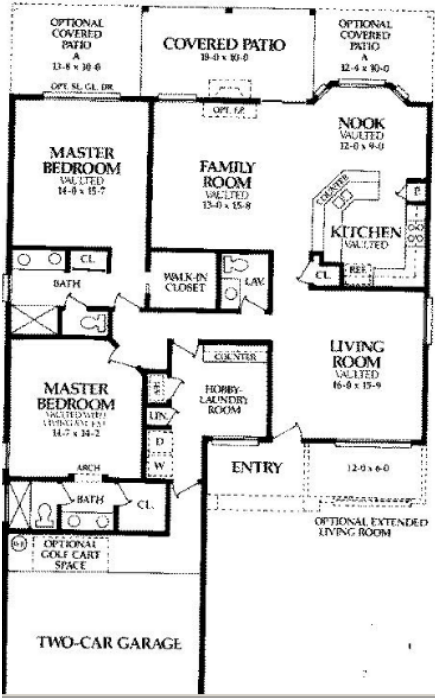 OPTIONAL
COVERED
PATIO
A
13-8 x 10-0
COVERED PATIO
19-0 x 10-0
OPTIONAL
COVERED
PATIO
A
12-4 x 10-0
OPT. SL. GL. DR.
OPT. F.P.
NOOK
VAULTED
12-0 x 9-0
MASTER
BEDROOM
VAULTED
14-0 x 15-7
FAMILY
ROOM
VAULTED
13-0 x 15-8
COUNTER
P.
KITCHEN
VAULTED
REF.
CL.
CL.
BATH
WALK-IN
CLOSET
LAV.
LIVING
ROOM
VAULTED
16-0 x 15-9
COUNTER
HOBBY-
LAUNDRY
ROOM
LIN.
D
W
MASTER
BEDROOM
14-7 x 14-2
ARCH
BATH
CL.
ENTRY
12-0 x 6-0
OPTIONAL EXTENDED
LIVING ROOM
OPTIONAL
GOLF CART
SPACE
TWO-CAR GARAGE